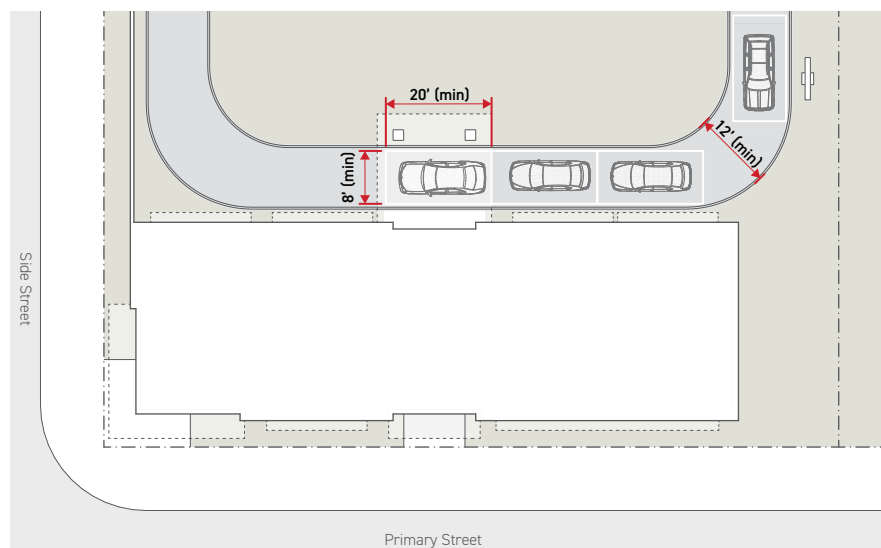 20’ (min)
12’ (min)
8’ (min)
Side Street
Primary Street